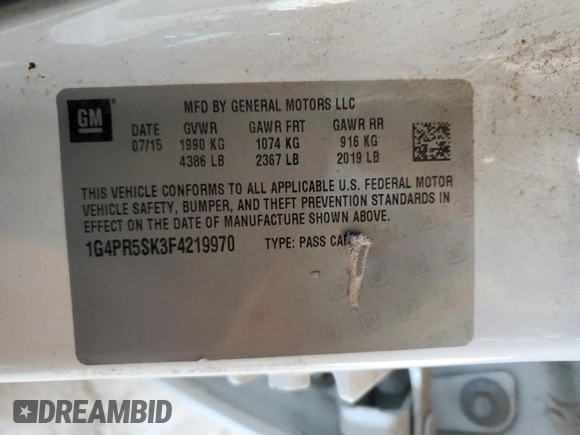 GM
MFD BY GENERAL MOTORS LLC
DATE GVWR GAWR FRT GAWR RR
07/15 1990 KG 1074 KG 916 KG
4386 LB 2367 LB 2019 LB
THIS VEHICLE CONFORMS TO ALL APPLICABLE U.S. FEDERAL MOTOR
VEHICLE SAFETY, BUMPER, AND THEFT PREVENTION STANDARDS IN
EFFECT ON THE DATE OF MANUFACTURE SHOWN ABOVE.
1G4PR5SK3F4219970 TYPE: PASS CAR
DREAMBID